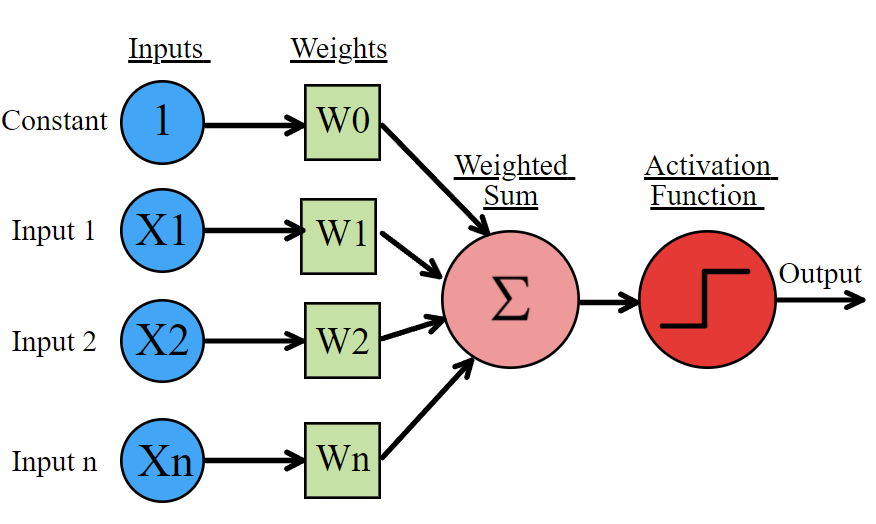 Inputs
Weights
Constant
1
W0
Weighted
Sum
Activation
Function
Input 1
X1
W1
Σ
Output
Input 2
X2
W2
Input n
Xn
Wn